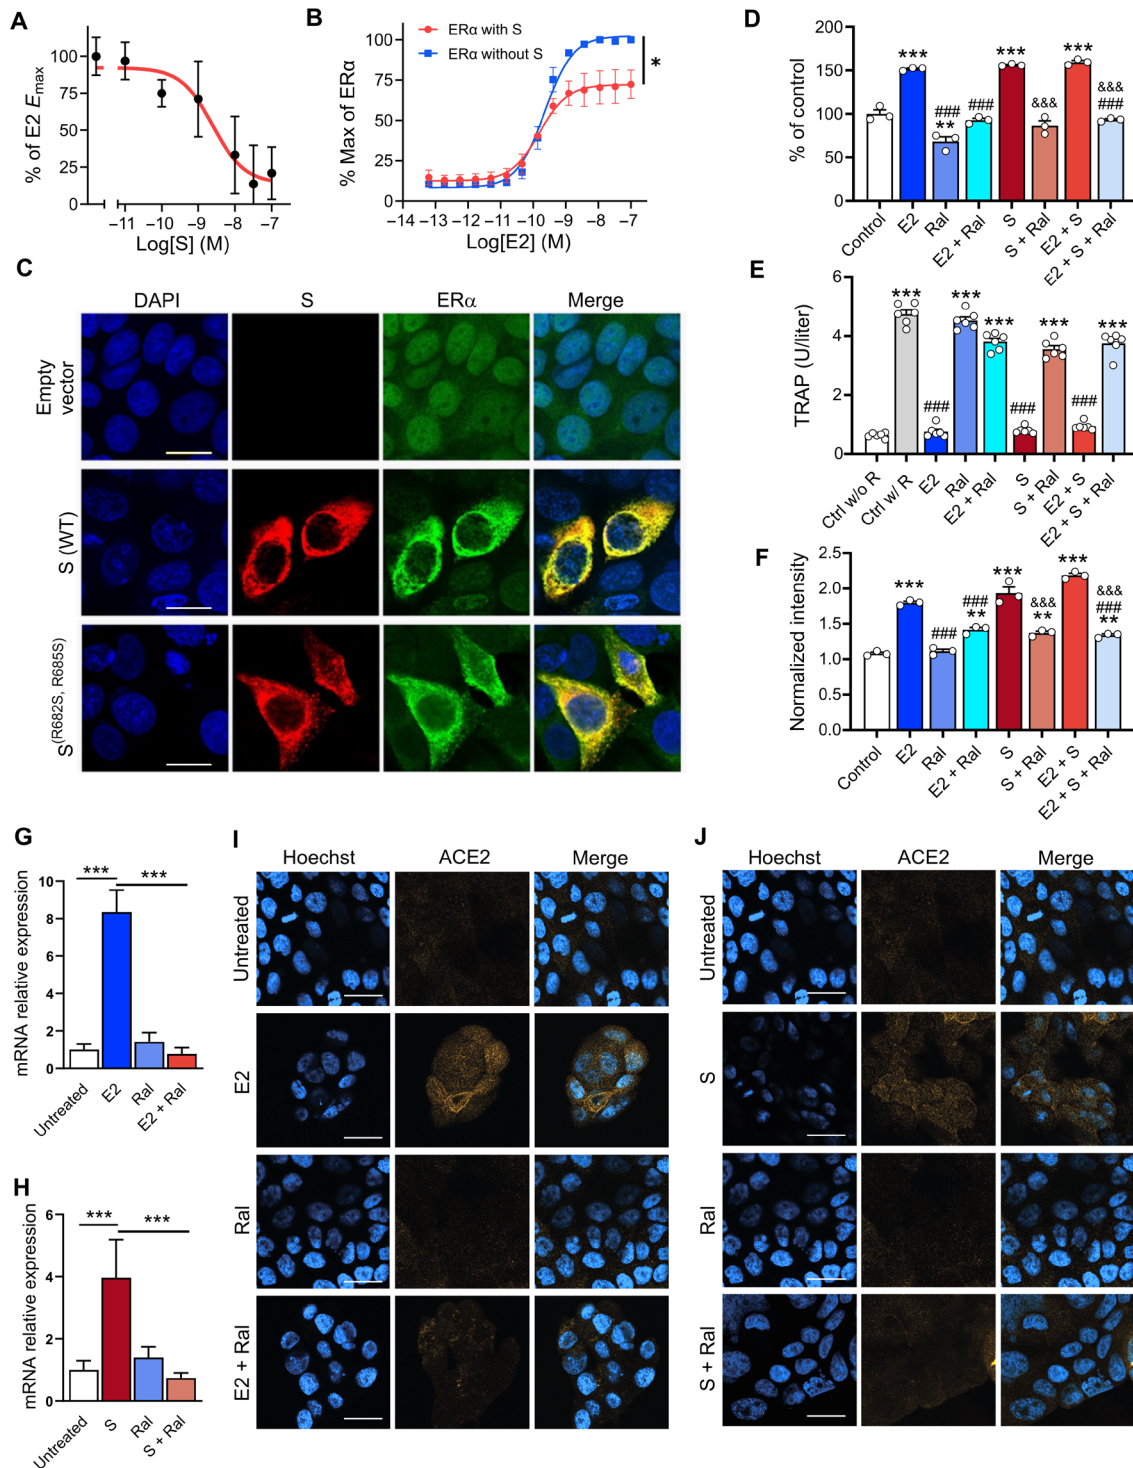 A
% of E2 Emax
100
75
50
25
0
−11 −10 −9 −8 −7
Log[S] (M)
B
ERα with S
ERα without S
% Max of ERα
100
75
50
25
0
−14 −13 −12 −11 −10 −9 −8 −7 −6
Log[E2] (M)
*
C
DAPI S ERα Merge
Empty
vector
S (WT)
S(R682S, R685S)
D
% of control
200
150
100
50
0
*** *** ***
### ### &&& &&&
** ###
Control E2 Ral E2 + Ral S S + Ral E2 + S E2 + S + Ral
E
TRAP (U/liter)
6
4
2
0
*** *** *** *** ***
### ### ###
Ctrl w/o R Ctrl w/ R E2 Ral E2 + Ral S S + Ral E2 + S E2 + S + Ral
F
Normalized intensity
2.5
2.0
1.5
1.0
0.5
0.0
*** *** ***
### ### &&& &&&
** ** ###
**
Control E2 Ral E2 + Ral S S + Ral E2 + S E2 + S + Ral
G
mRNA relative expression
10
8
6
4
2
0
*** ***
Untreated E2 Ral E2 + Ral
H
mRNA relative expression
6
4
2
0
*** ***
Untreated S Ral S + Ral
I
Hoechst ACE2 Merge
Untreated
E2
Ral
E2 + Ral
J
Hoechst ACE2 Merge
Untreated
S
Ral
S + Ral